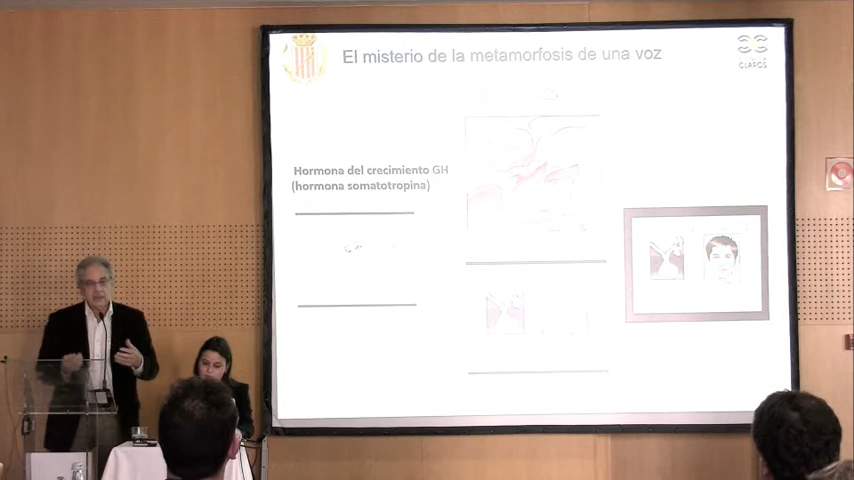 El misterio de la metamorfosis de una voz
CLAROS
Hormona del crecimiento GH
(hormona somatotropina)